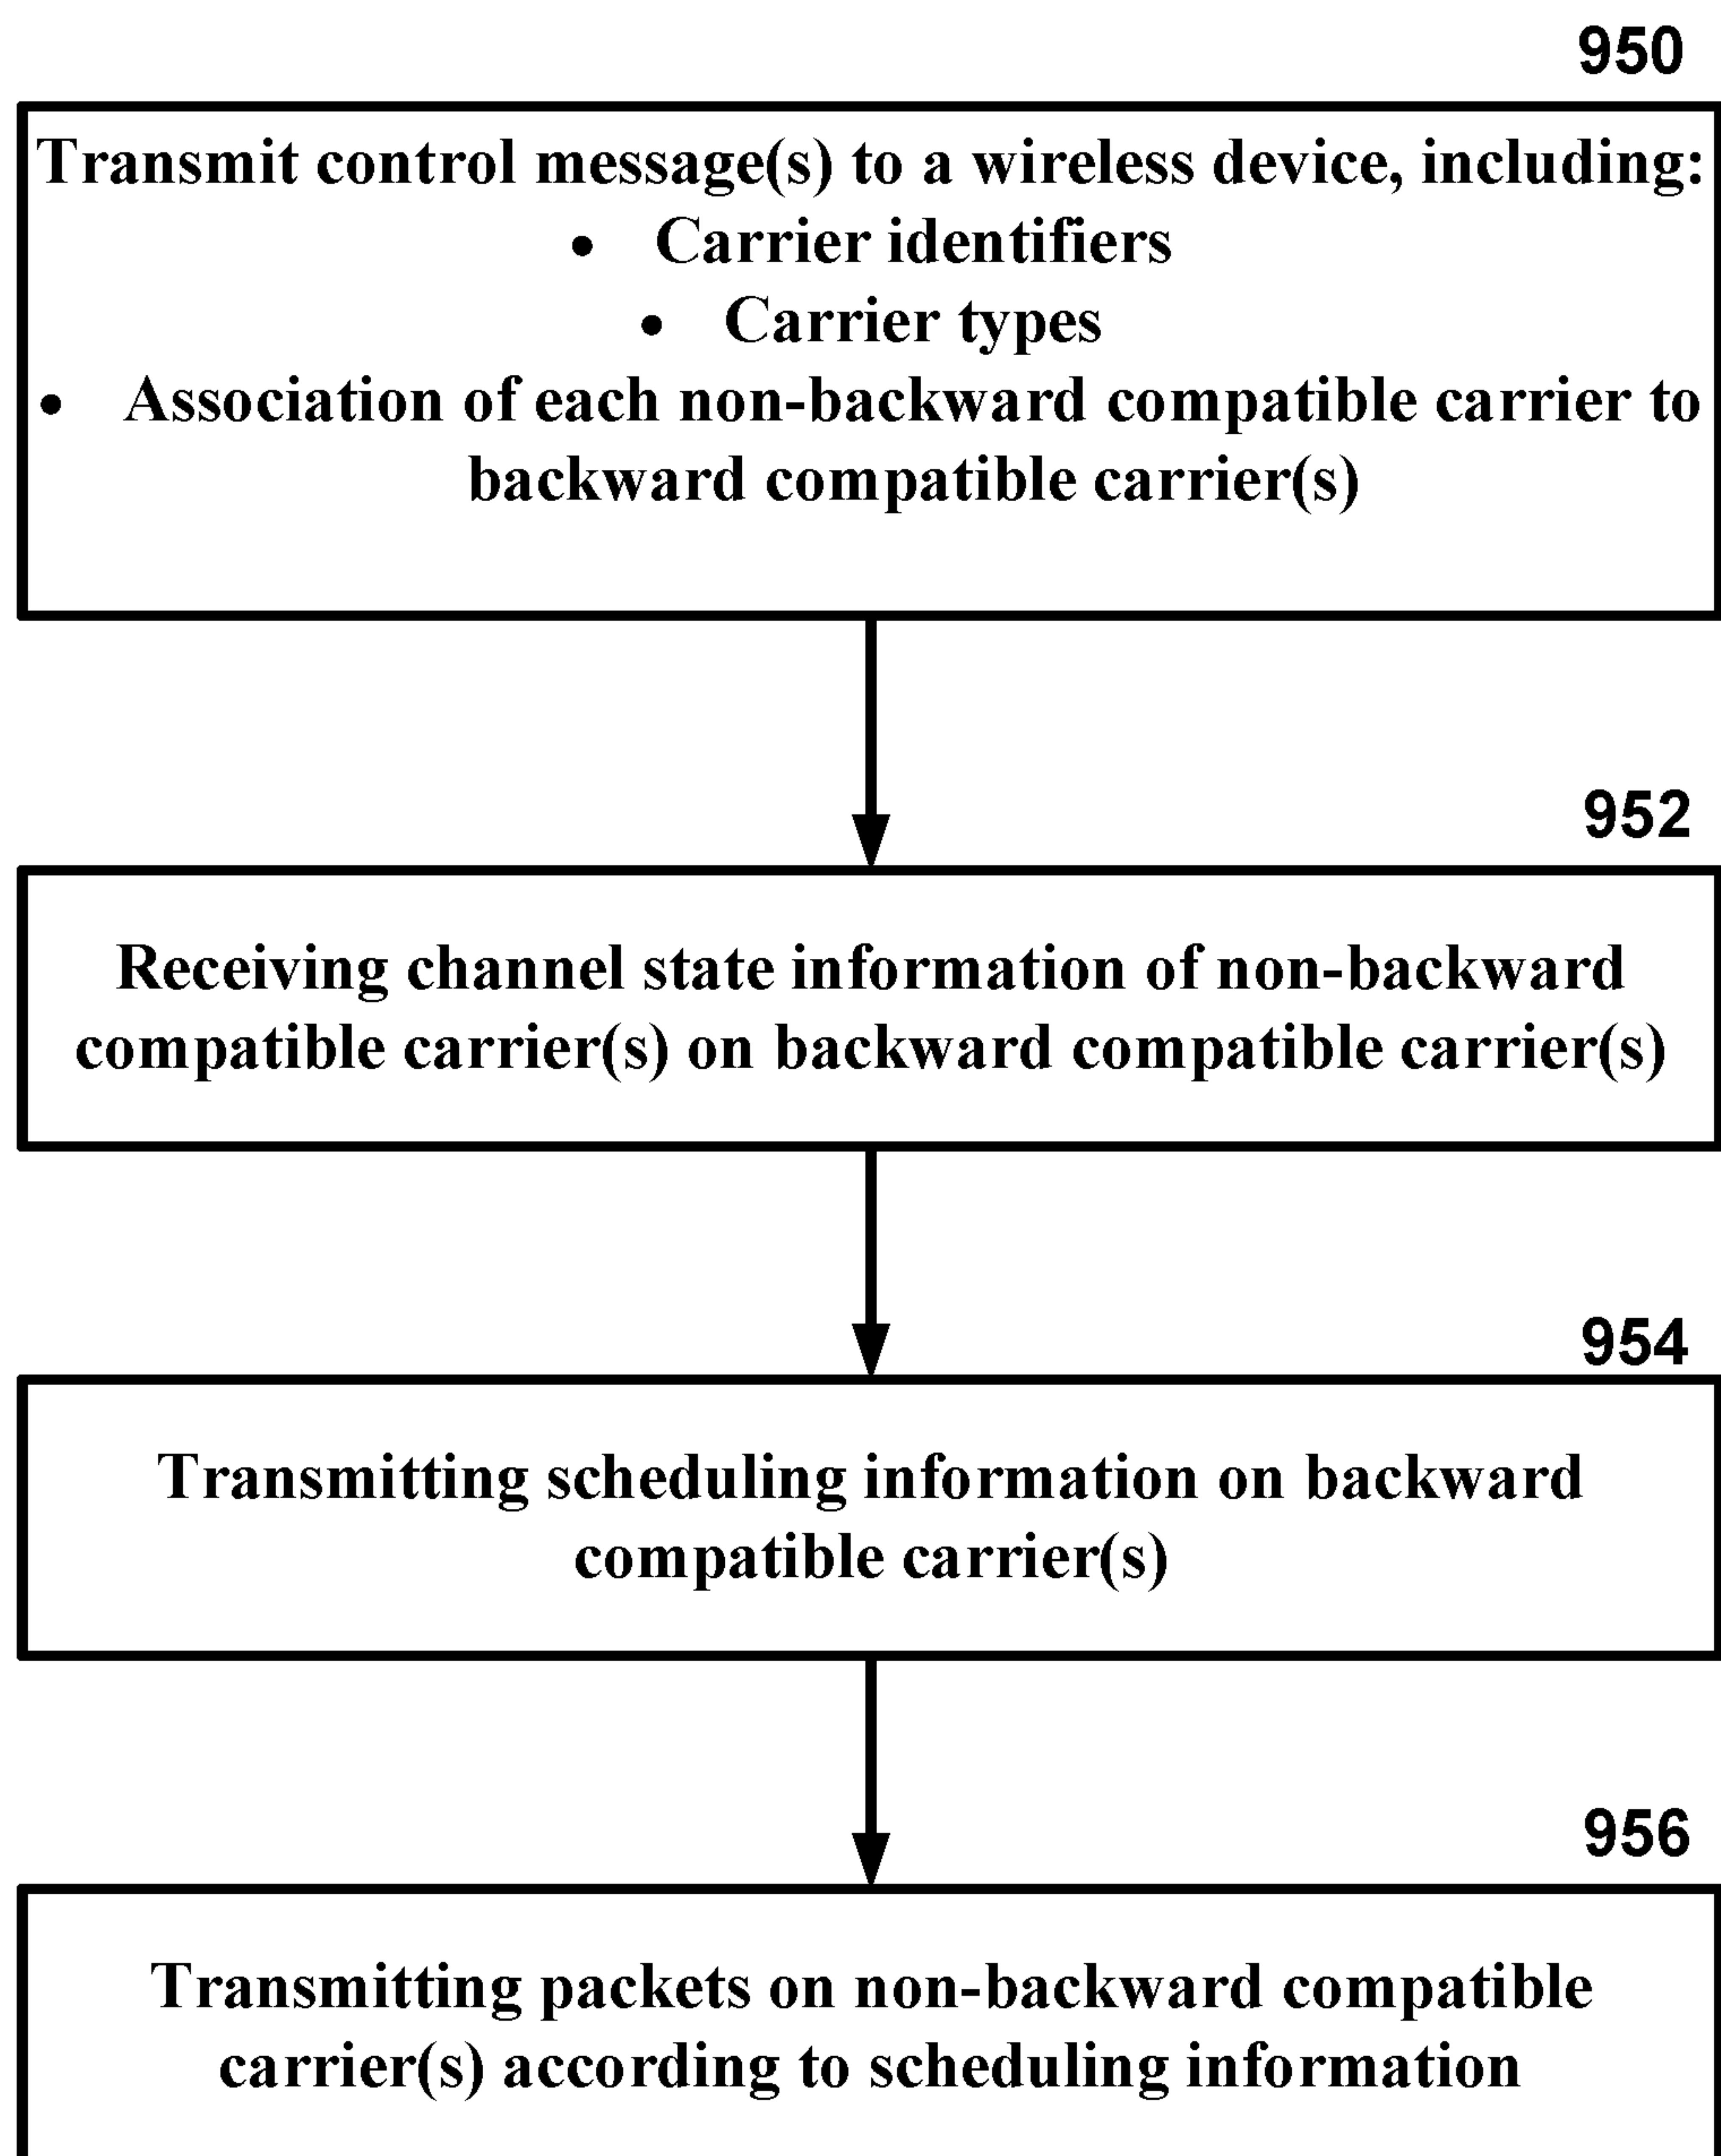 950
Transmit control message(s) to a wireless device, including:
• Carrier identifiers
• Carrier types
• Association of each non-backward compatible carrier to
backward compatible carrier(s)
952
Receiving channel state information of non-backward
compatible carrier(s) on backward compatible carrier(s)
954
Transmitting scheduling information on backward
compatible carrier(s)
956
Transmitting packets on non-backward compatible
carrier(s) according to scheduling information